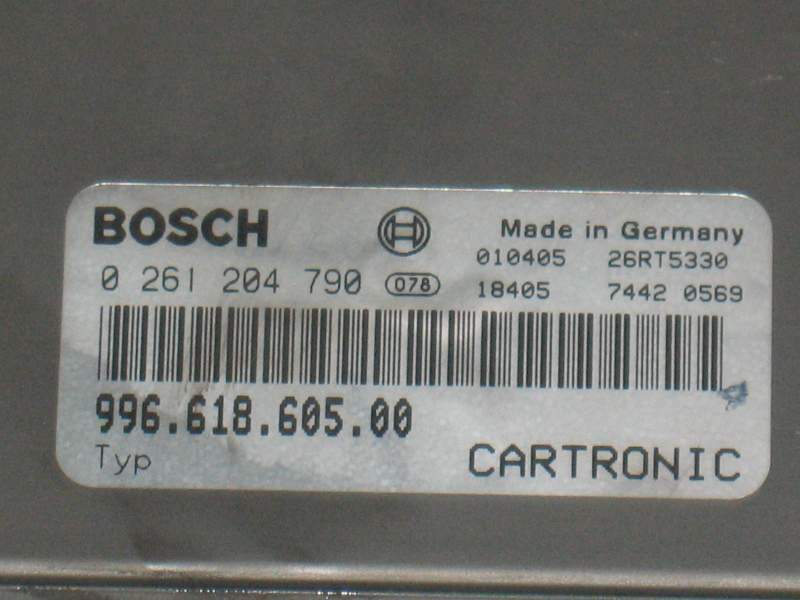 BOSCH
Made in Germany
010405 26RT5330
0 261 204 790 078
18405 7442 0569
996.618.605.00
Typ
CARTRONIC